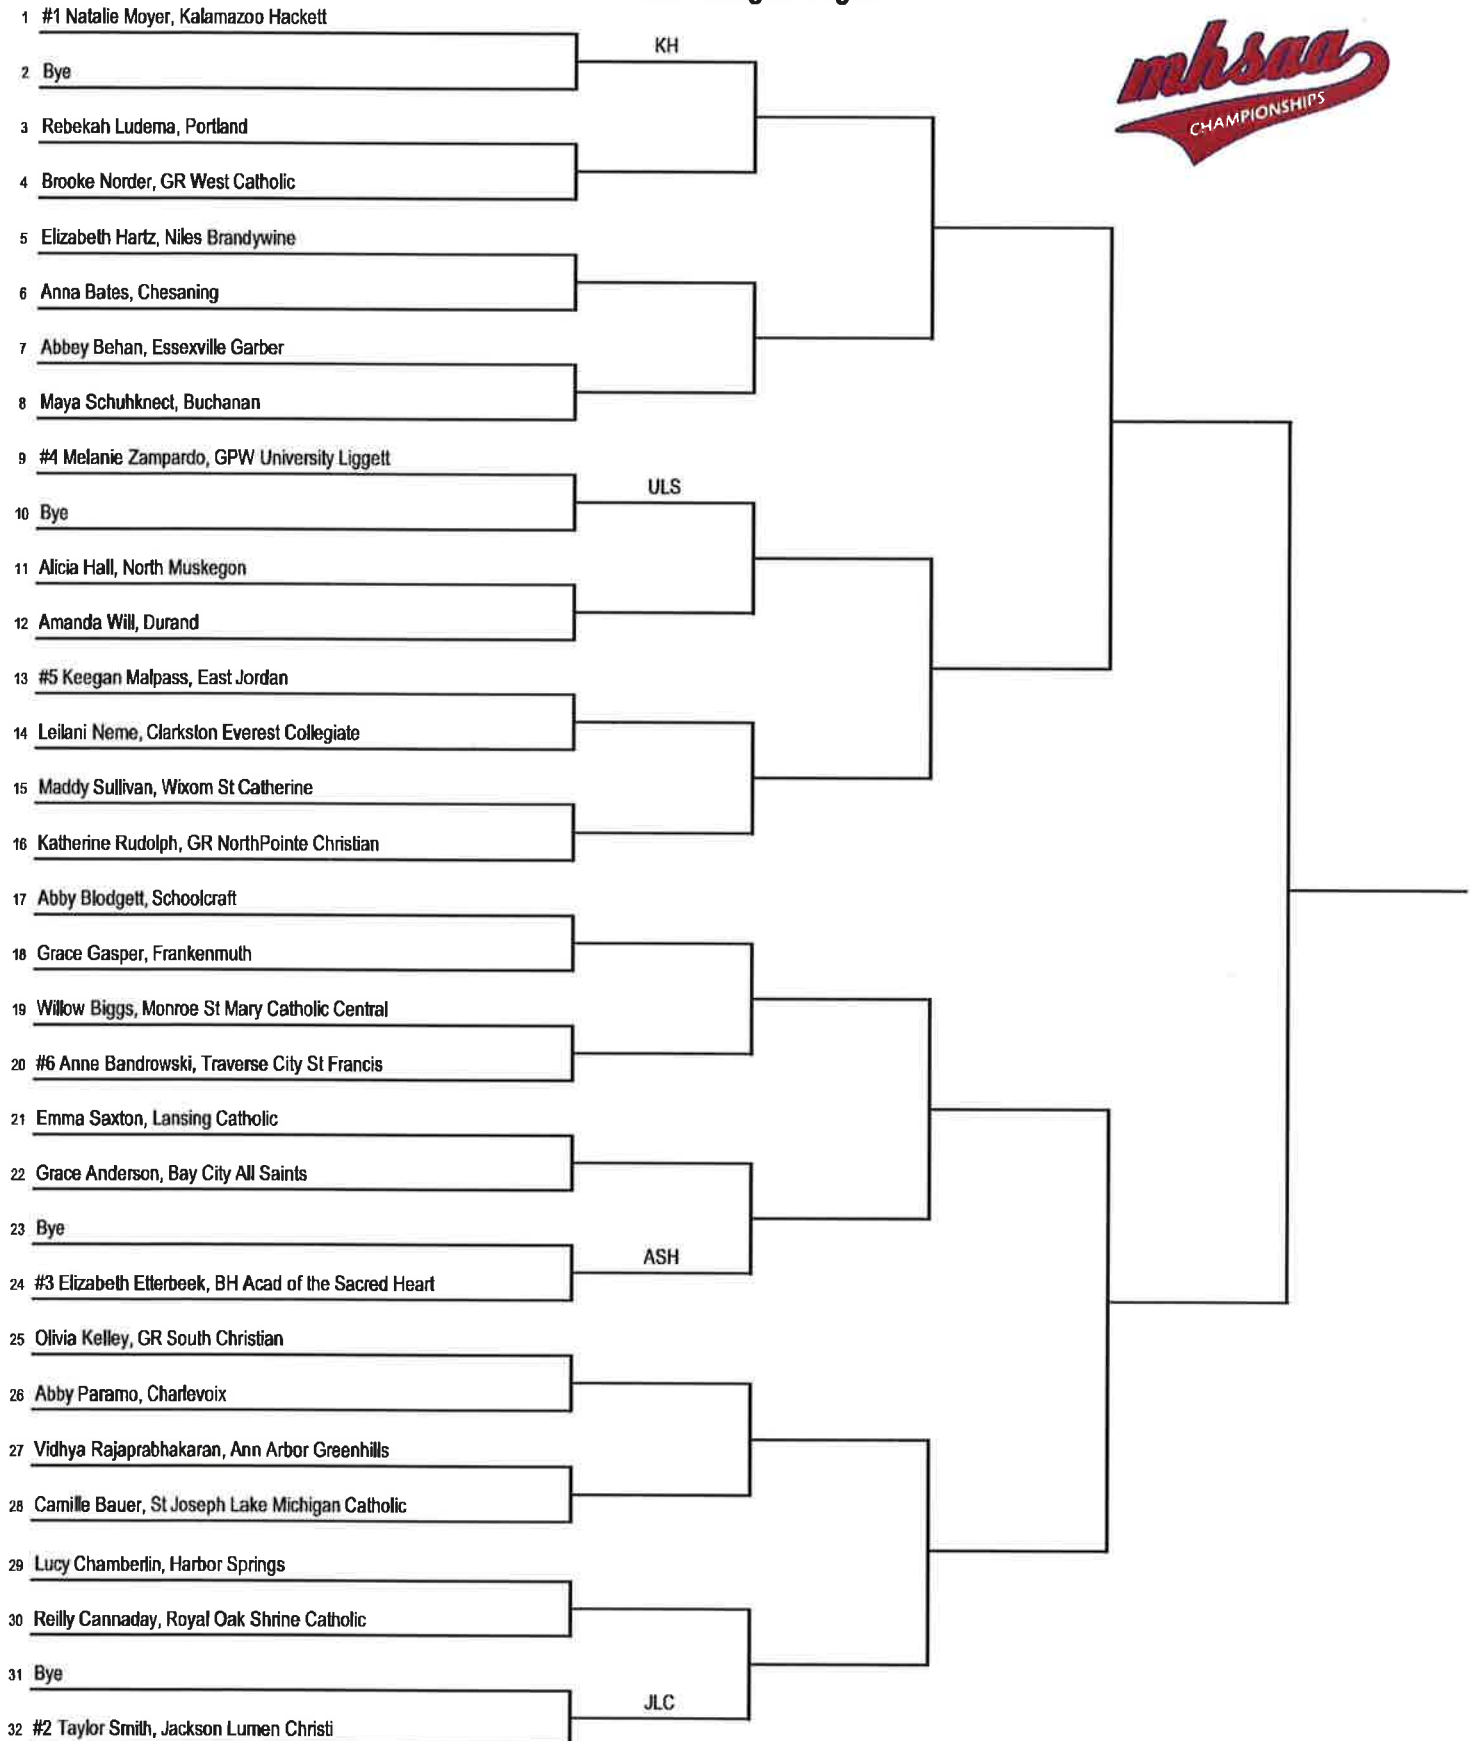 1 #1 Natalie Moyer, Kalamazoo Hackett
KH
2 Bye
3 Rebekah Ludema, Portland
4 Brooke Norder, GR West Catholic
5 Elizabeth Hartz, Niles Brandywine
6 Anna Bates, Chesaning
7 Abbey Behan, Essexville Garber
8 Maya Schuhknect, Buchanan
9 #4 Melanie Zampardo, GPW University Liggett
ULS
10 Bye
11 Alicia Hall, North Muskegon
12 Amanda Will, Durand
13 #5 Keegan Malpass, East Jordan
14 Leilani Neme, Clarkston Everest Collegiate
15 Maddy Sullivan, Wixom St Catherine
16 Katherine Rudolph, GR NorthPointe Christian
17 Abby Blodgett, Schoolcraft
18 Grace Gasper, Frankenmuth
19 Willow Biggs, Monroe St Mary Catholic Central
20 #6 Anne Bandrowski, Traverse City St Francis
21 Emma Saxton, Lansing Catholic
22 Grace Anderson, Bay City All Saints
23 Bye
ASH
24 #3 Elizabeth Etterbeek, BH Acad of the Sacred Heart
25 Olivia Kelley, GR South Christian
26 Abby Paramo, Charlevoix
27 Vidhya Rajaprabhakaran, Ann Arbor Greenhills
28 Camille Bauer, St Joseph Lake Michigan Catholic
29 Lucy Chamberlin, Harbor Springs
30 Reilly Cannaday, Royal Oak Shrine Catholic
31 Bye
JLC
32 #2 Taylor Smith, Jackson Lumen Christi
mhsaa
CHAMPIONSHIPS